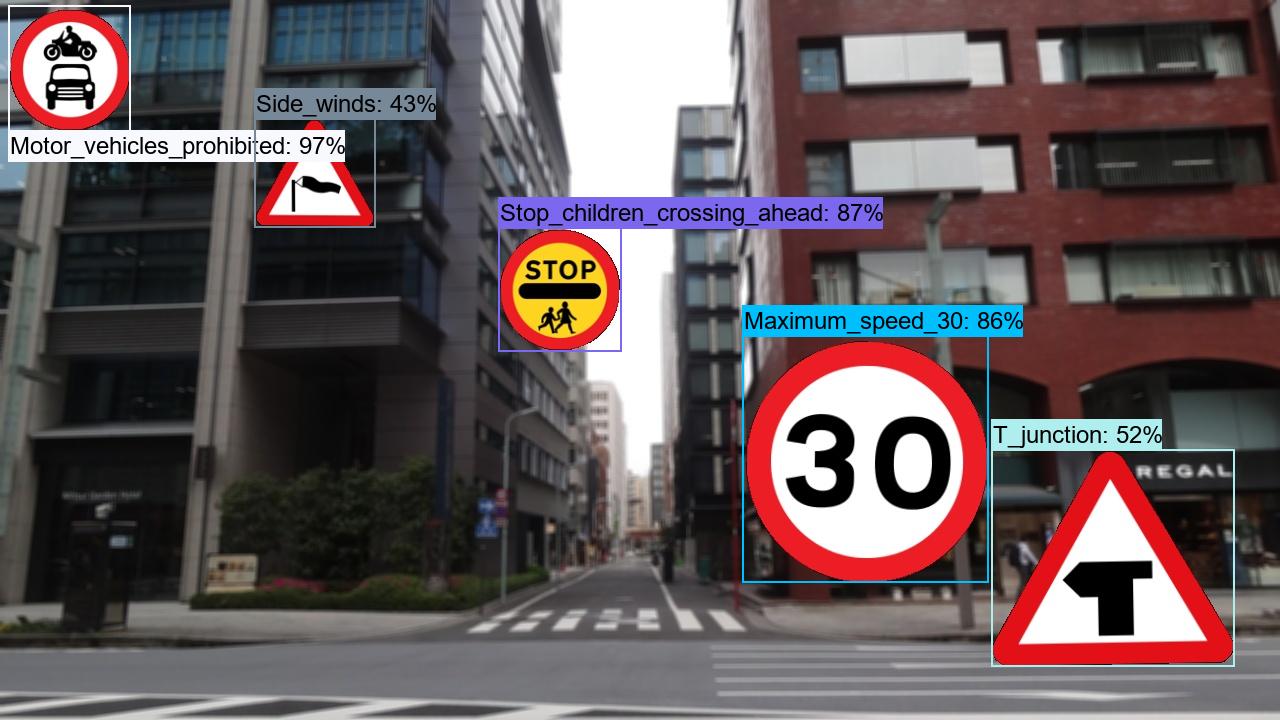 Side_winds: 43%
Motor_vehicles_prohibited: 97%
Stop_children_crossing_ahead: 87%
STOP
Maximum_speed_30: 86%
30
T_junction: 52%
REGAL